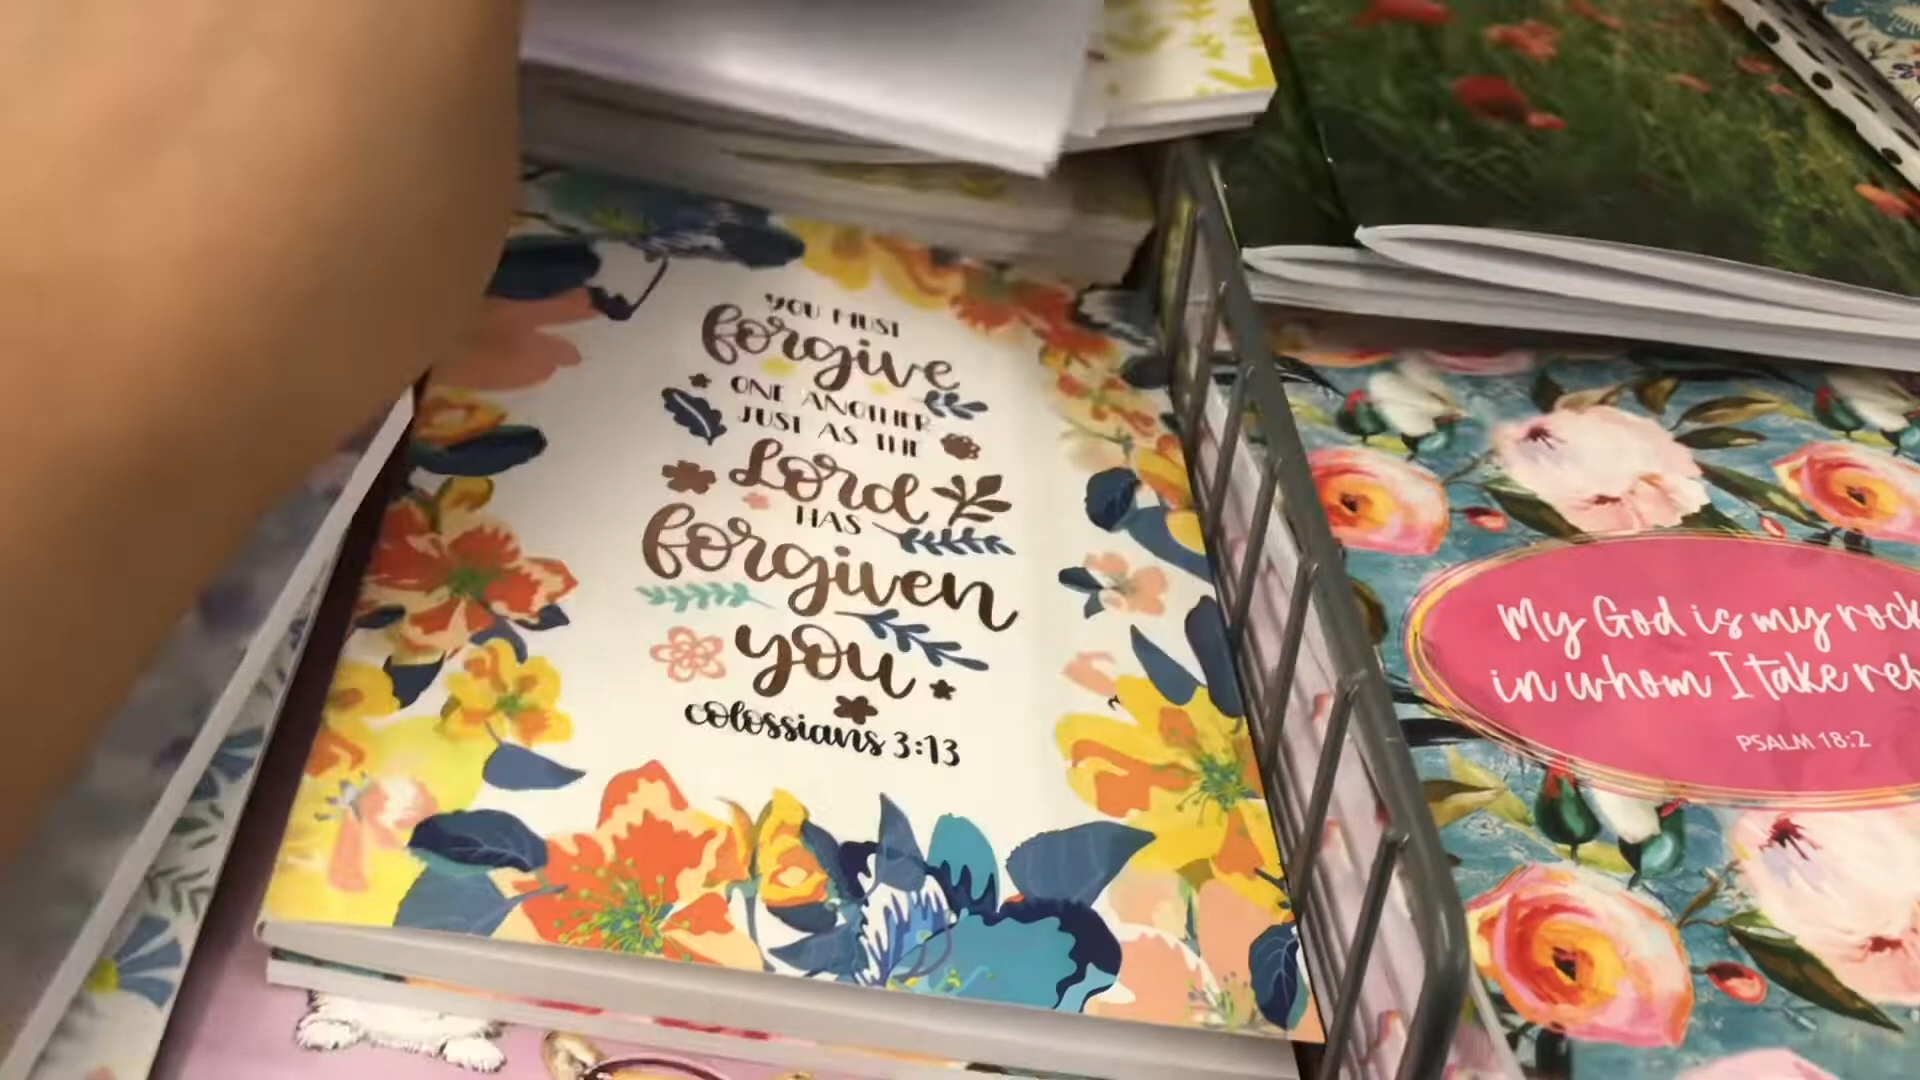 YOU MUST
forgive
ONE ANOTHER
JUST AS THE
Lord
HAS
forgiven
you
colossians 3:13
My God is my rock
in whom I take
PSALM 18:2